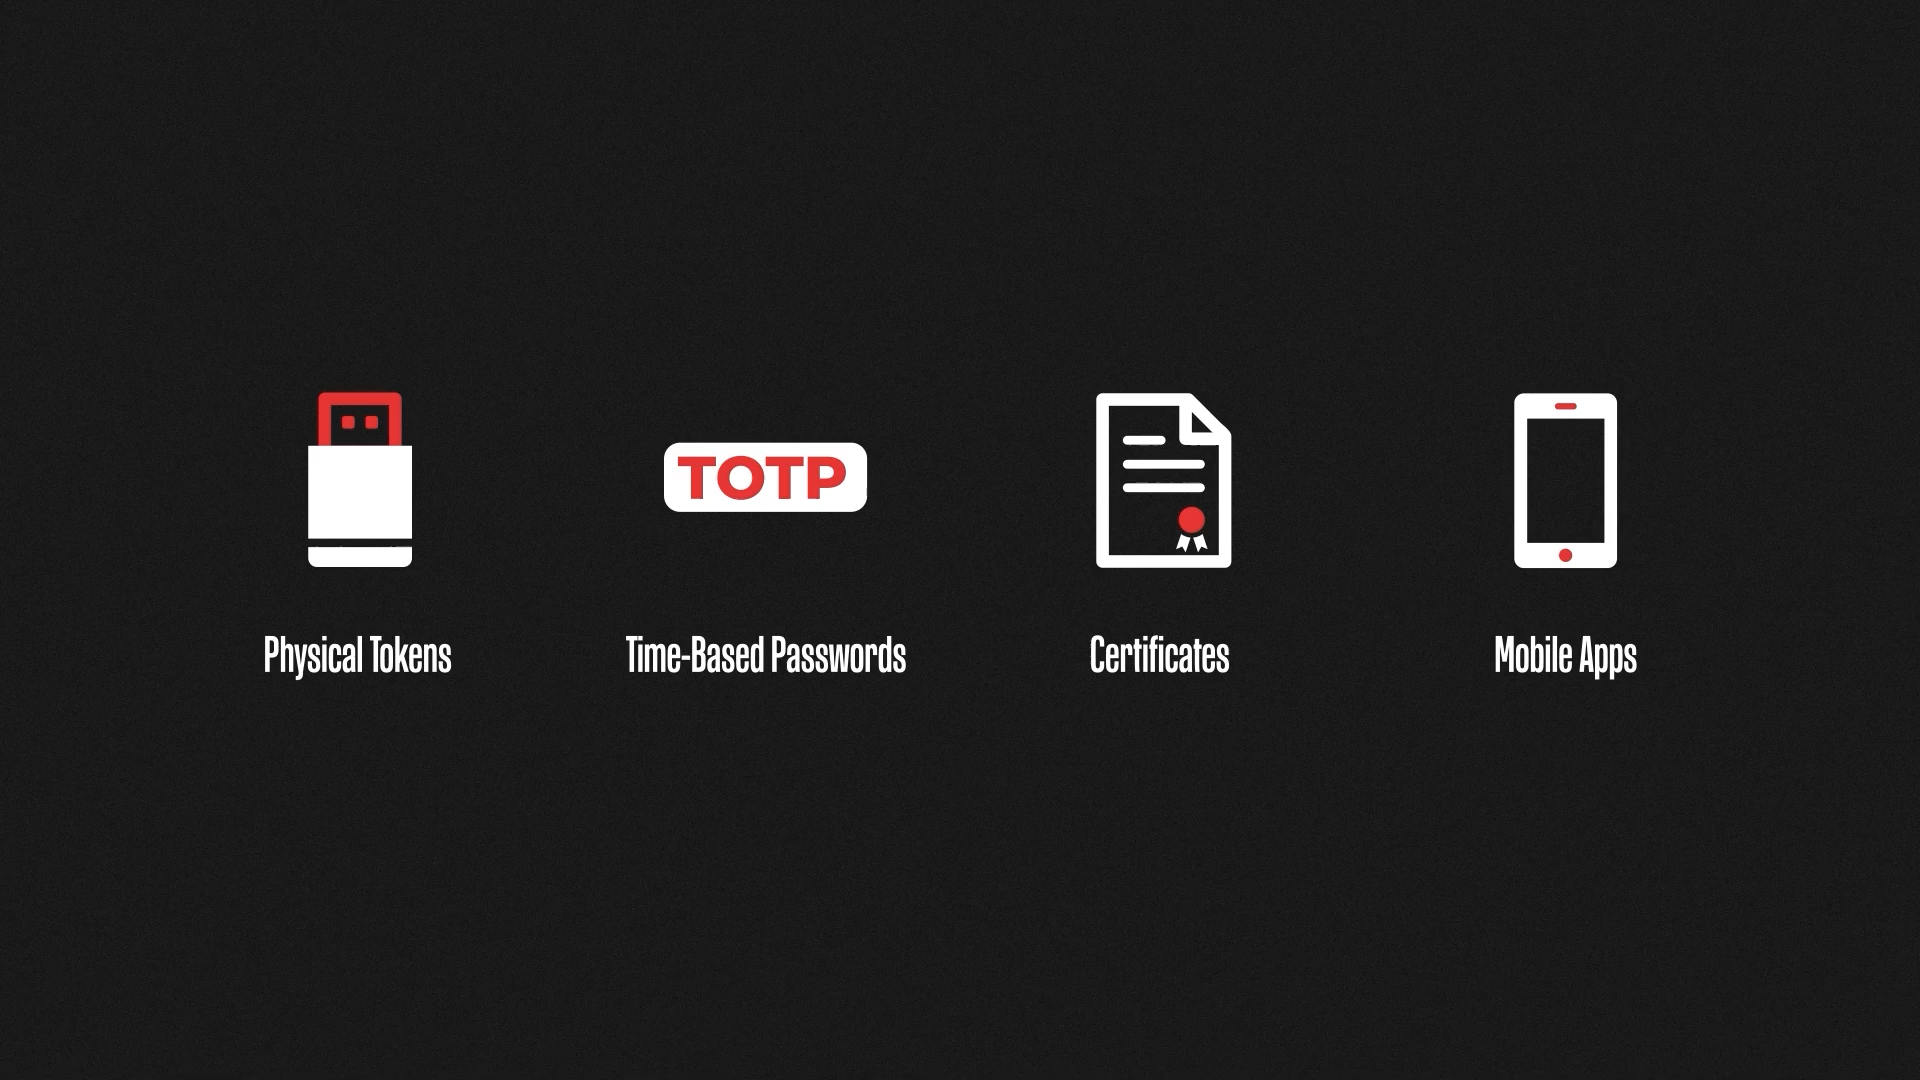 TOTP
Physical Tokens
Time-Based Passwords
Certificates
Mobile Apps